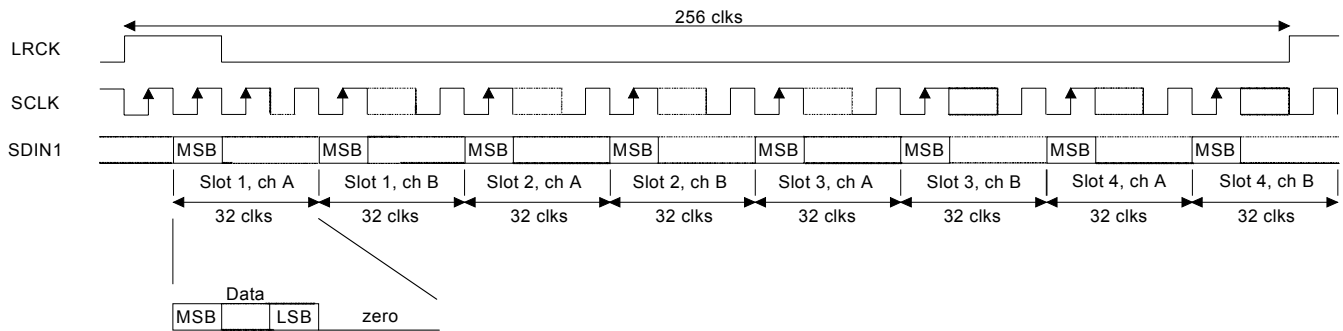 256 clks
LRCK
SCLK
SDIN1
MSB MSB MSB MSB MSB MSB MSB MSB
Slot 1, ch A Slot 1, ch B Slot 2, ch A Slot 2, ch B Slot 3, ch A Slot 3, ch B Slot 4, ch A Slot 4, ch B
32 clks 32 clks 32 clks 32 clks 32 clks 32 clks 32 clks 32 clks
Data
MSB LSB zero